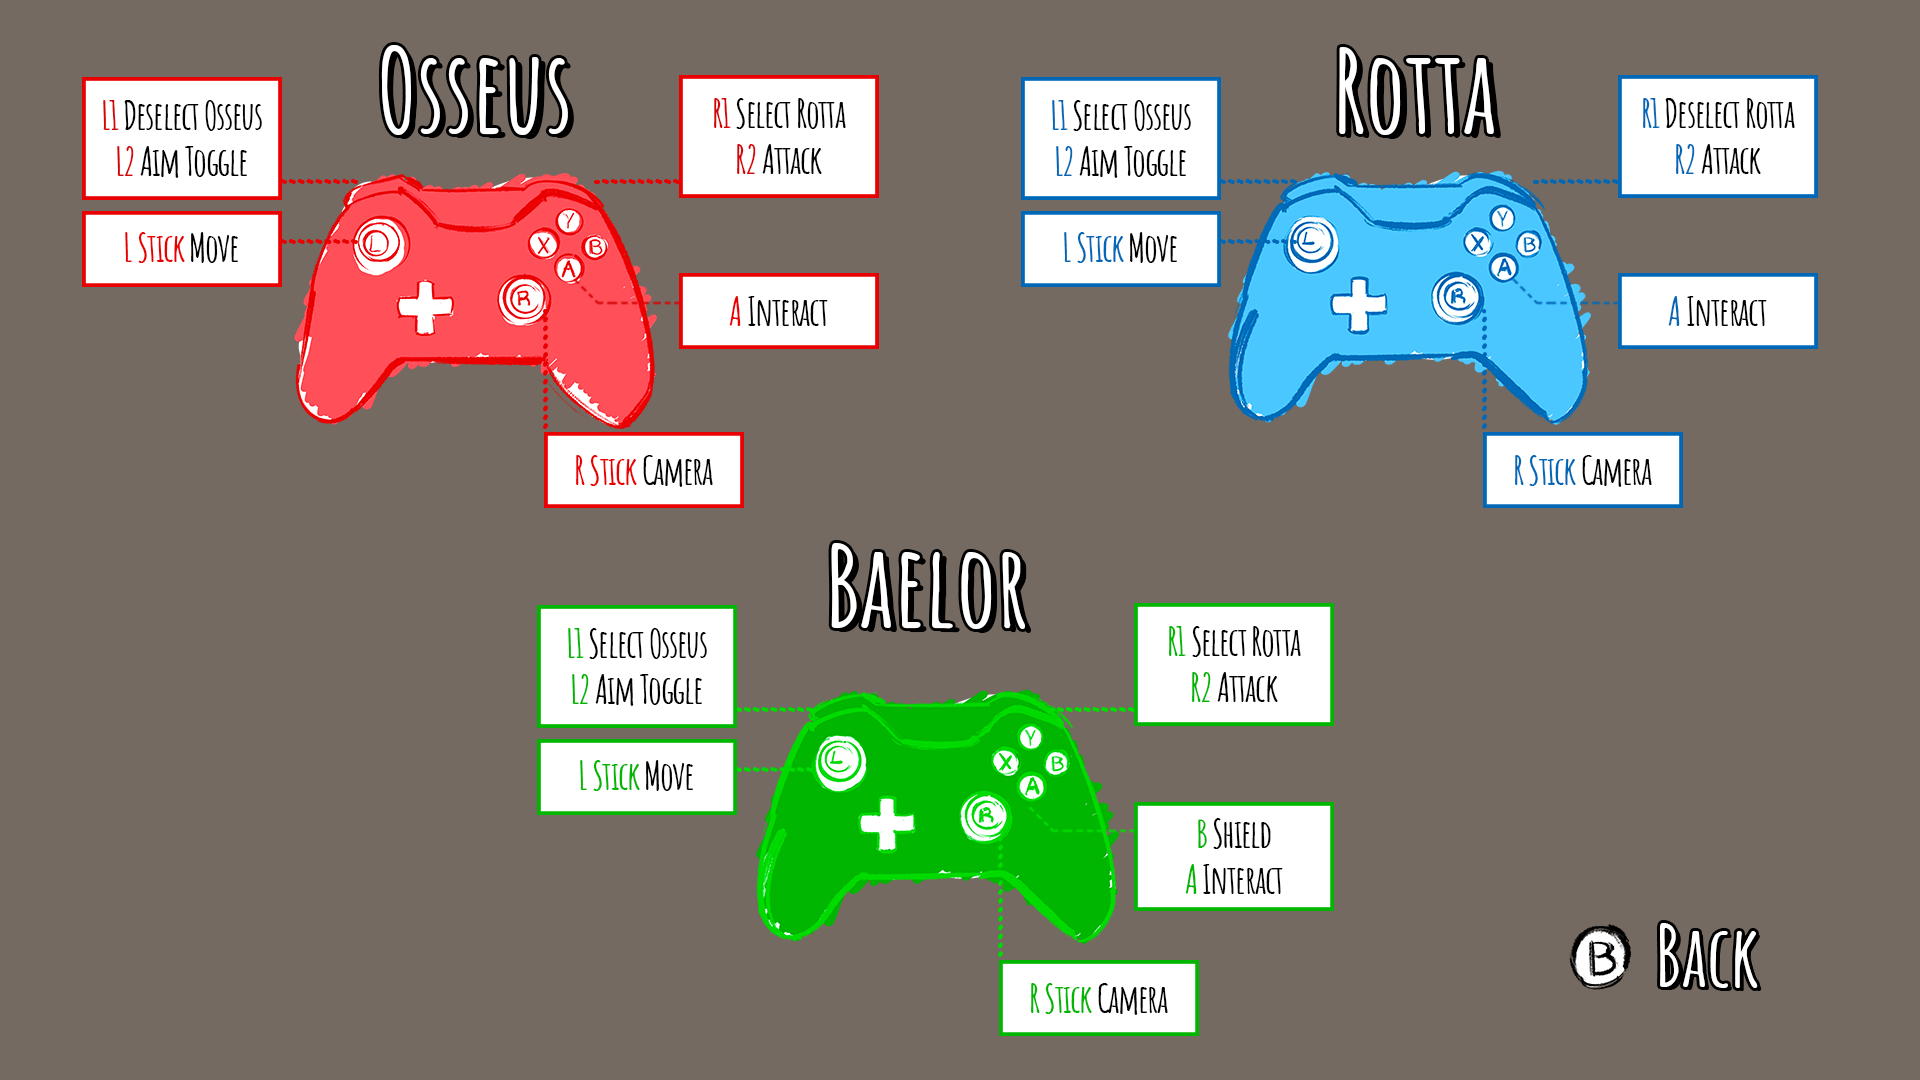 Osseus
L1 Deselect Osseus
L2 Aim Toggle
L Stick Move
R1 Select Rotta
R2 Attack
A Interact
R Stick Camera
L
Y
X
B
A
R
Rotta
L1 Select Osseus
L2 Aim Toggle
L Stick Move
R1 Deselect Rotta
R2 Attack
A Interact
R Stick Camera
L
Y
X
B
A
R
Baelor
L1 Select Osseus
L2 Aim Toggle
L Stick Move
R1 Select Rotta
R2 Attack
B Shield
A Interact
R Stick Camera
L
Y
X
B
A
R
B Back